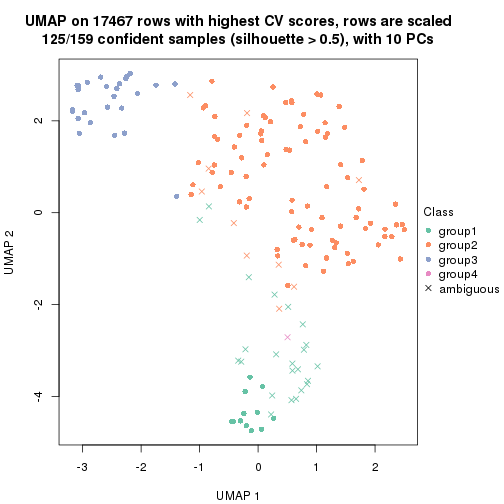 UMAP on 17467 rows with highest CV scores, rows are scaled
125/159 confident samples (silhouette > 0.5), with 10 PCs
2
0
-2
-4
UMAP 2
-3
-2
-1
0
1
2
UMAP 1
Class
group1
group2
group3
group4
ambiguous